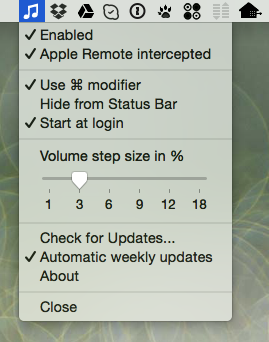 Enabled
Apple Remote intercepted
Use ⌘ modifier
Hide from Status Bar
Start at login
Volume step size in %
1 3 6 9 12 18
Check for Updates...
Automatic weekly updates
About
Close